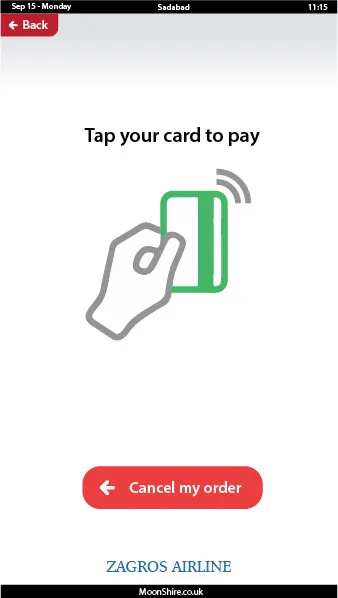 Sep 15 - Monday Sadabad 11:15
Back
Tap your card to pay
Cancel my order
ZAGROS AIRLINE
MoonShire.co.uk